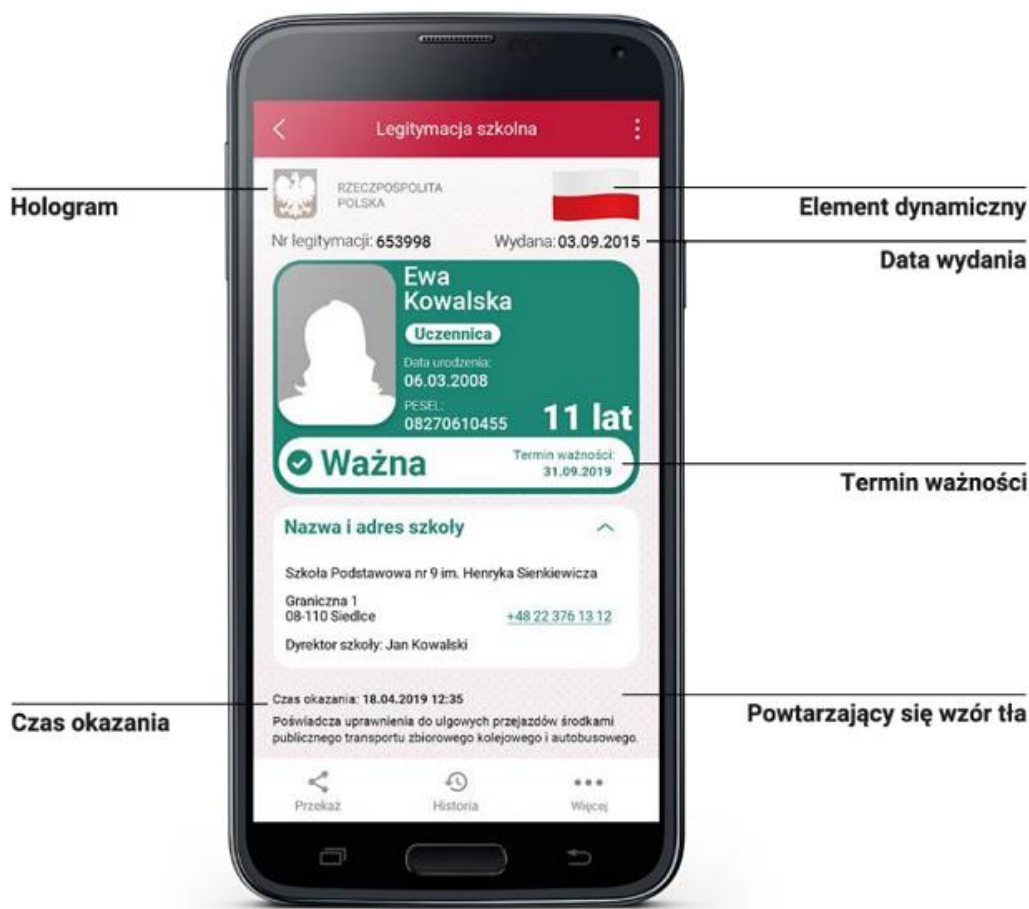 Legitymacja szkolna
RZECZPOSPOLITA
POLSKA
Hologram
Element dynamiczny
Nr legitymacji: 653998
Wydana: 03.09.2015
Data wydania
Ewa
Kowalska
Uczennica
Data urodzenia:
06.03.2008
PESEL:
08270610455
11 lat
Ważna
Termin ważności:
31.09.2019
Termin ważności
Nazwa i adres szkoły
Szkoła Podstawowa nr 9 im. Henryka Sienkiewicza
Graniczna 1
08-110 Siedlce
+48 22 376 13 12
Dyrektor szkoły: Jan Kowalski
Czas okazania: 18.04.2019 12:35
Czas okazania
Powtarzający się wzór tła
Poświadcza uprawnienia do ulgowych przejazdów środkami
publicznego transportu zbiorowego kolejowego i autobusowego.
Przekaż
Historia
Więcej